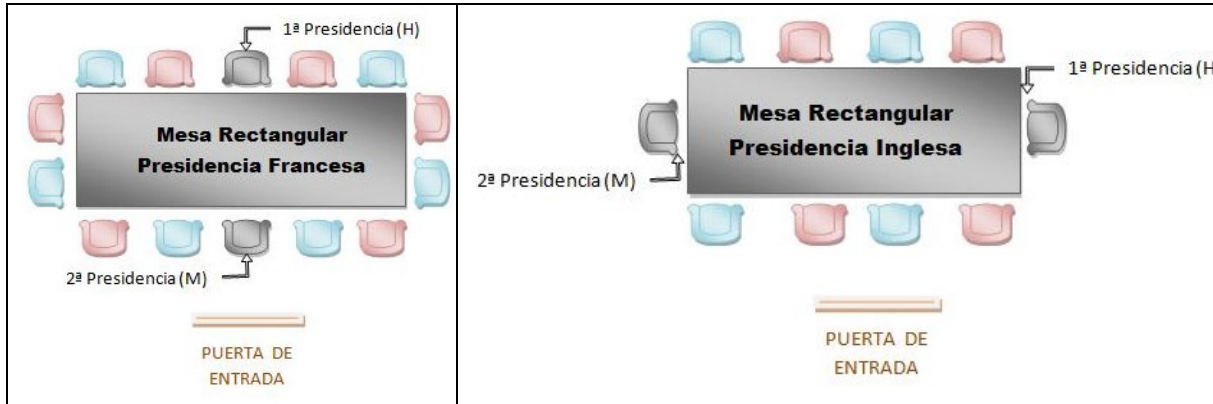 1ª Presidencia (H)
Mesa Rectangular
Presidencia Francesa
2ª Presidencia (M)
PUERTA DE
ENTRADA
1ª Presidencia (H
Mesa Rectangular
Presidencia Inglesa
2ª Presidencia (M)
PUERTA DE
ENTRADA